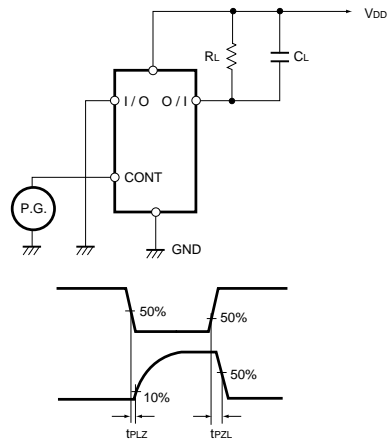 VDD
RL
CL
I / O O / I
CONT
P.G.
GND
50%
50%
50%
10%
tPLZ
tPZL